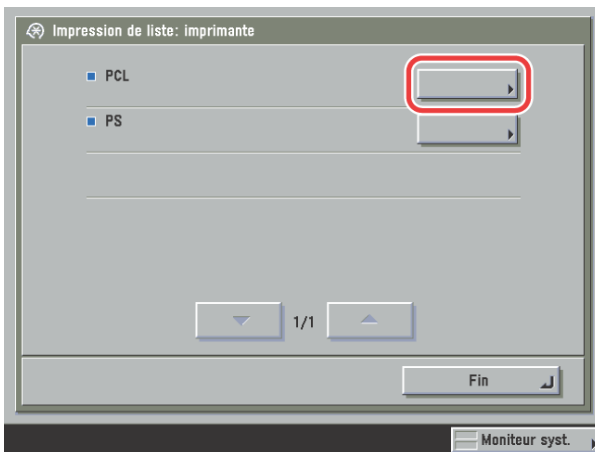 Impression de liste: imprimante
PCL
PS
1/1
Fin
Moniteur syst.